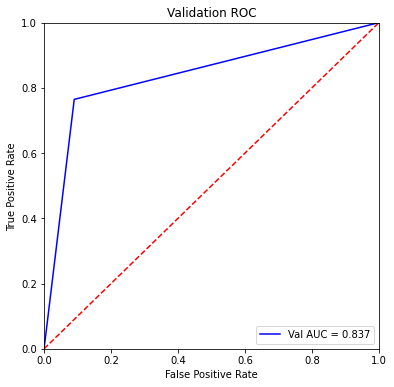 Validation ROC
True Positive Rate
1.0
0.8
0.6
0.4
0.2
0.0
Val AUC = 0.837
0.0 0.2 0.4 0.6 0.8 1.0
False Positive Rate